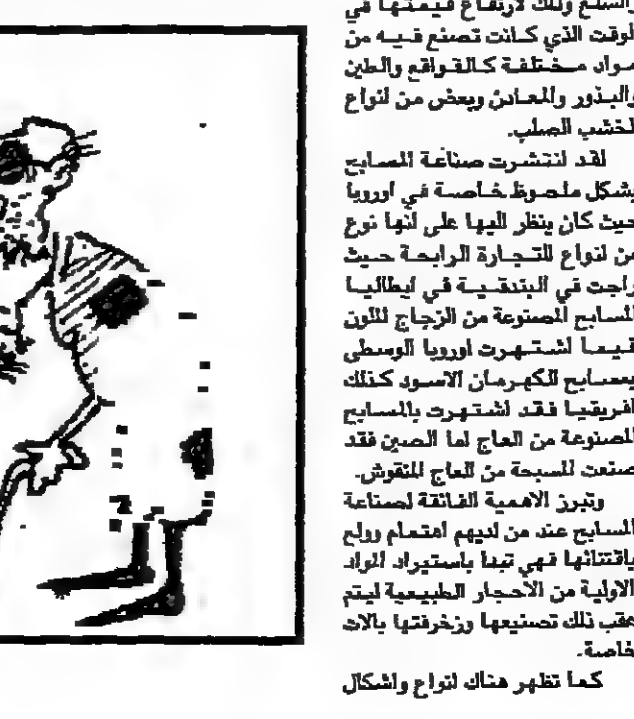 والسلع وذلك لارتفاع قيمتها في
الوقت الذي كانت تصنع فيه من
مواد مختلفة كالقواقع والطين
والبذور والمعادن وبعض من انواع
الخشب الصلب.
لقد انتشرت صناعة المسابح
بشكل ملحوظ خاصة في اوروبا
حيث كان ينظر اليها على انها نوع
من انواع التجارة الرابحة حيث
راجت في البندقية في ايطاليا
المسابح المصنوعة من الزجاج الملون
فيما اشتهرت اوروبا الوسطى
بمسابح الكهرمان الاسود كذلك
افريقيا فقد اشتهرت بالمسابح
المصنوعة من العاج اما الصين فقد
صنعت المسبحة من العاج المنقوش.
وتبرز الاهمية الفائقة لصناعة
المسابح عند من لديهم اهتمام وولع
باقتنائها فهي تبدا باستيراد المواد
الاولية من الاحجار الطبيعية ليتم
عقب ذلك تصنيعها وزخرفتها بالات
خاصة.
كما تظهر هناك انواع واشكال